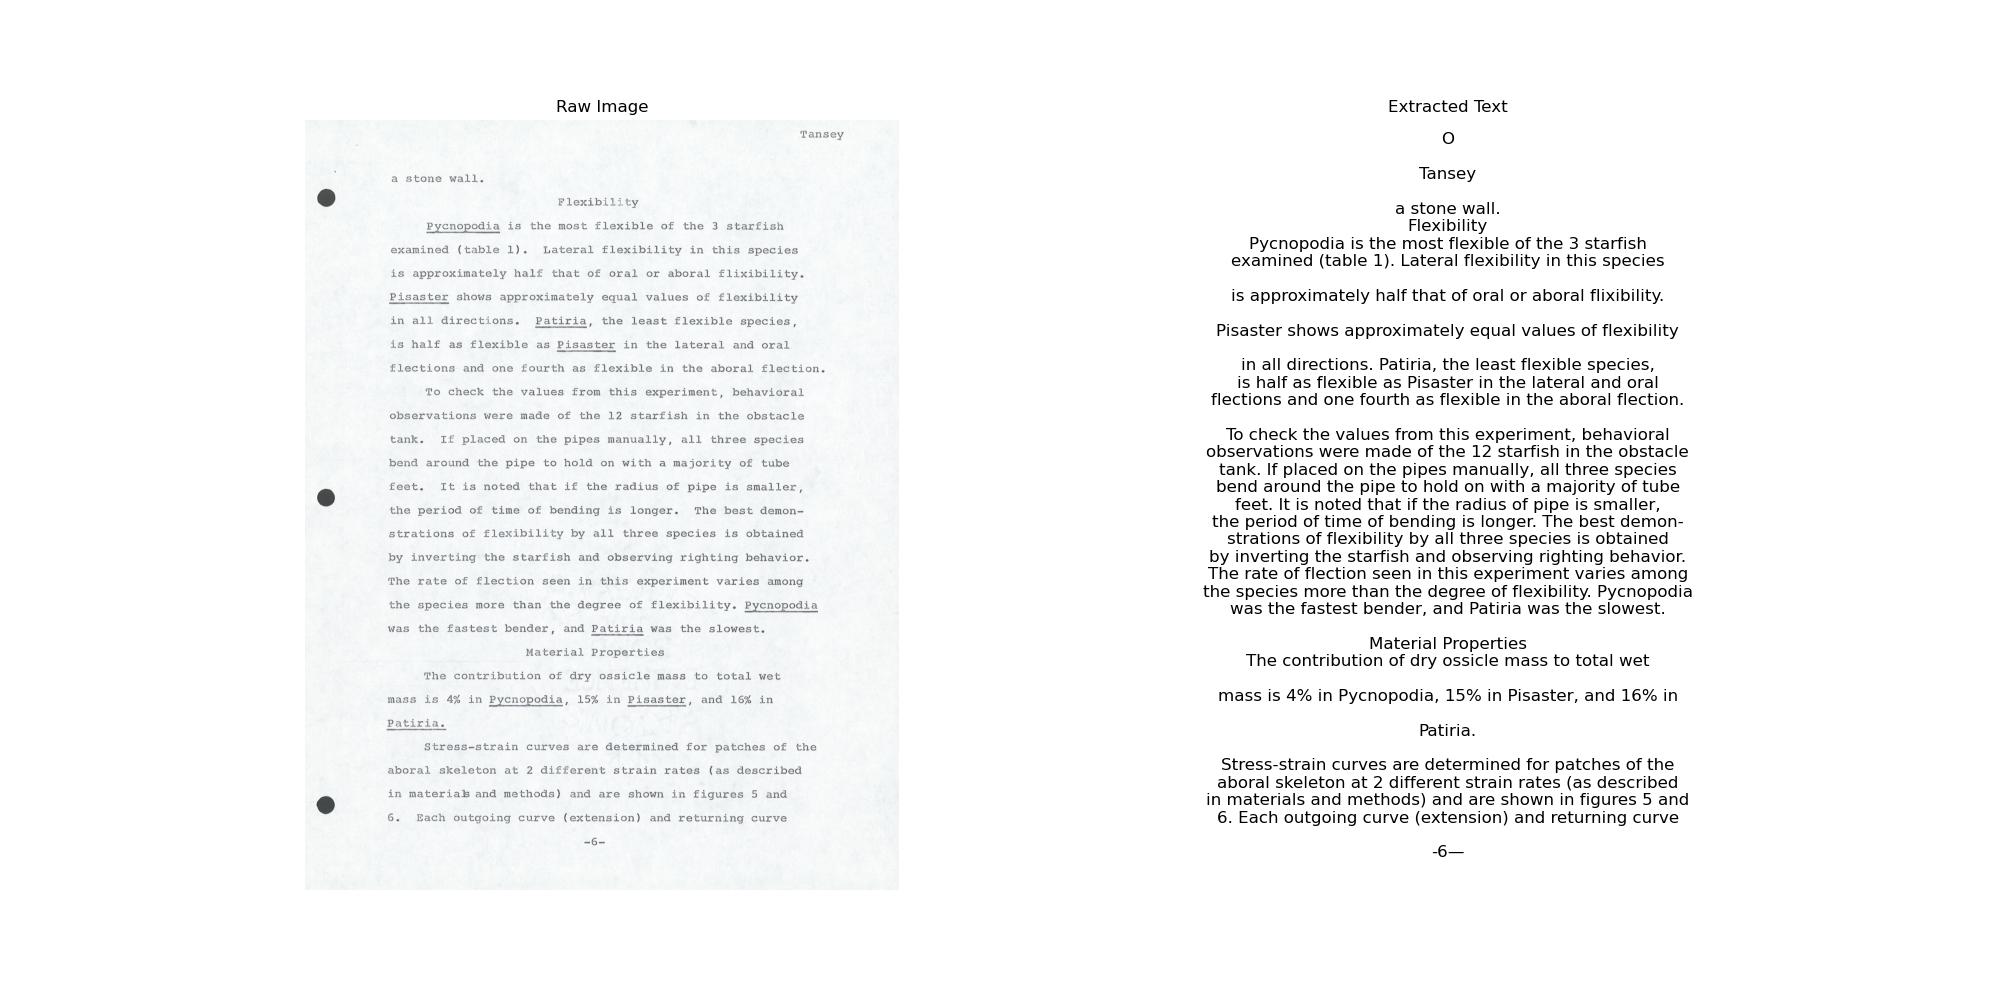 Raw Image
Tansey
a stone wall.
Flexibility
Pycnopodia is the most flexible of the 3 starfish
examined (table 1). Lateral flexibility in this species
is approximately half that of oral or aboral flixibility.
Pisaster shows approximately equal values of flexibility
in all directions. Patiria, the least flexible species,
is half as flexible as Pisaster in the lateral and oral
flections and one fourth as flexible in the aboral flection.
To check the values from this experiment, behavioral
observations were made of the 12 starfish in the obstacle
tank. If placed on the pipes manually, all three species
bend around the pipe to hold on with a majority of tube
feet. It is noted that if the radius of pipe is smaller,
the period of time of bending is longer. The best demon-
strations of flexibility by all three species is obtained
by inverting the starfish and observing righting behavior.
The rate of flection seen in this experiment varies among
the species more than the degree of flexibility. Pycnopodia
was the fastest bender, and Patiria was the slowest.
Material Properties
The contribution of dry ossicle mass to total wet
mass is 4% in Pycnopodia, 15% in Pisaster, and 16% in
Patiria.
Stress-strain curves are determined for patches of the
aboral skeleton at 2 different strain rates (as described
in materials and methods) and are shown in figures 5 and
6. Each outgoing curve (extension) and returning curve
-6-
Extracted Text
O
Tansey
a stone wall.
Flexibility
Pycnopodia is the most flexible of the 3 starfish
examined (table 1). Lateral flexibility in this species
is approximately half that of oral or aboral flixibility.
Pisaster shows approximately equal values of flexibility
in all directions. Patiria, the least flexible species,
is half as flexible as Pisaster in the lateral and oral
flections and one fourth as flexible in the aboral flection.
To check the values from this experiment, behavioral
observations were made of the 12 starfish in the obstacle
tank. If placed on the pipes manually, all three species
bend around the pipe to hold on with a majority of tube
feet. It is noted that if the radius of pipe is smaller,
the period of time of bending is longer. The best demon-
strations of flexibility by all three species is obtained
by inverting the starfish and observing righting behavior.
The rate of flection seen in this experiment varies among
the species more than the degree of flexibility. Pycnopodia
was the fastest bender, and Patiria was the slowest.
Material Properties
The contribution of dry ossicle mass to total wet
mass is 4% in Pycnopodia, 15% in Pisaster, and 16% in
Patiria.
Stress-strain curves are determined for patches of the
aboral skeleton at 2 different strain rates (as described
in materials and methods) and are shown in figures 5 and
6. Each outgoing curve (extension) and returning curve
-6—